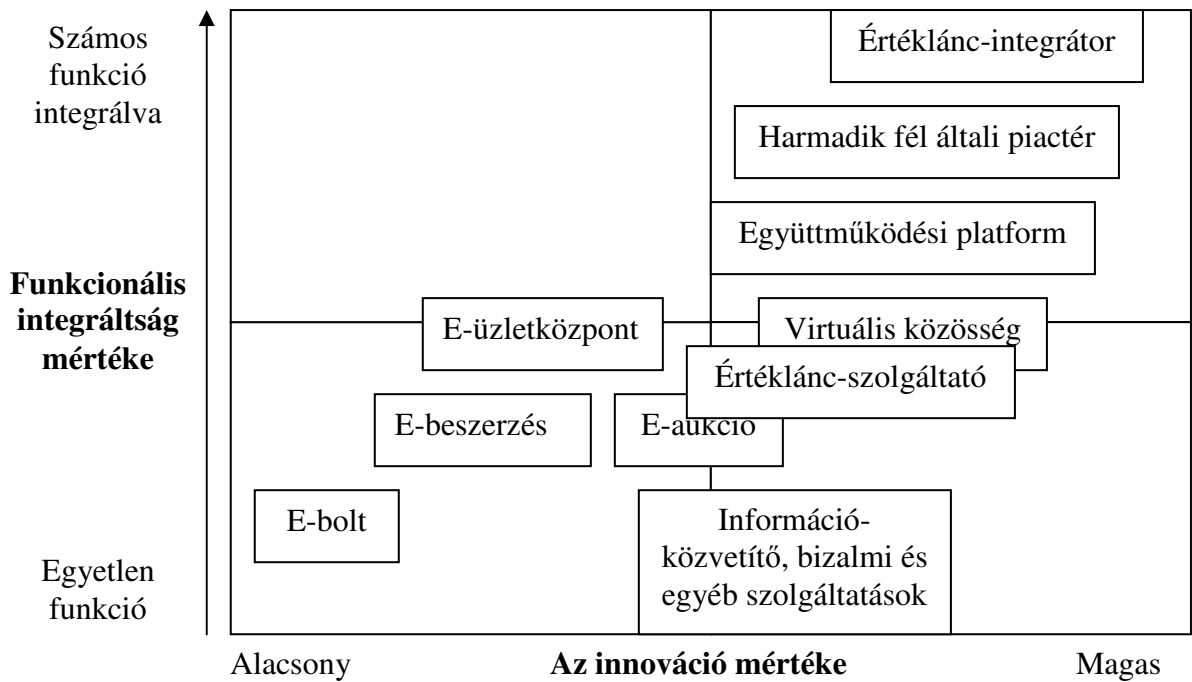 Számos
funkció
integrálva
Értéklánc-integrátor
Harmadik fél általi piactér
Együttműködési platform
Funkcionális
integráltság
mértéke
E-üzletközpont
Virtuális közösség
Értéklánc-szolgáltató
E-beszerzés
E-aukció
E-bolt
Információ-
közvetítő, bizalmi és
egyéb szolgáltatások
Egyetlen
funkció
Alacsony
Az innováció mértéke
Magas